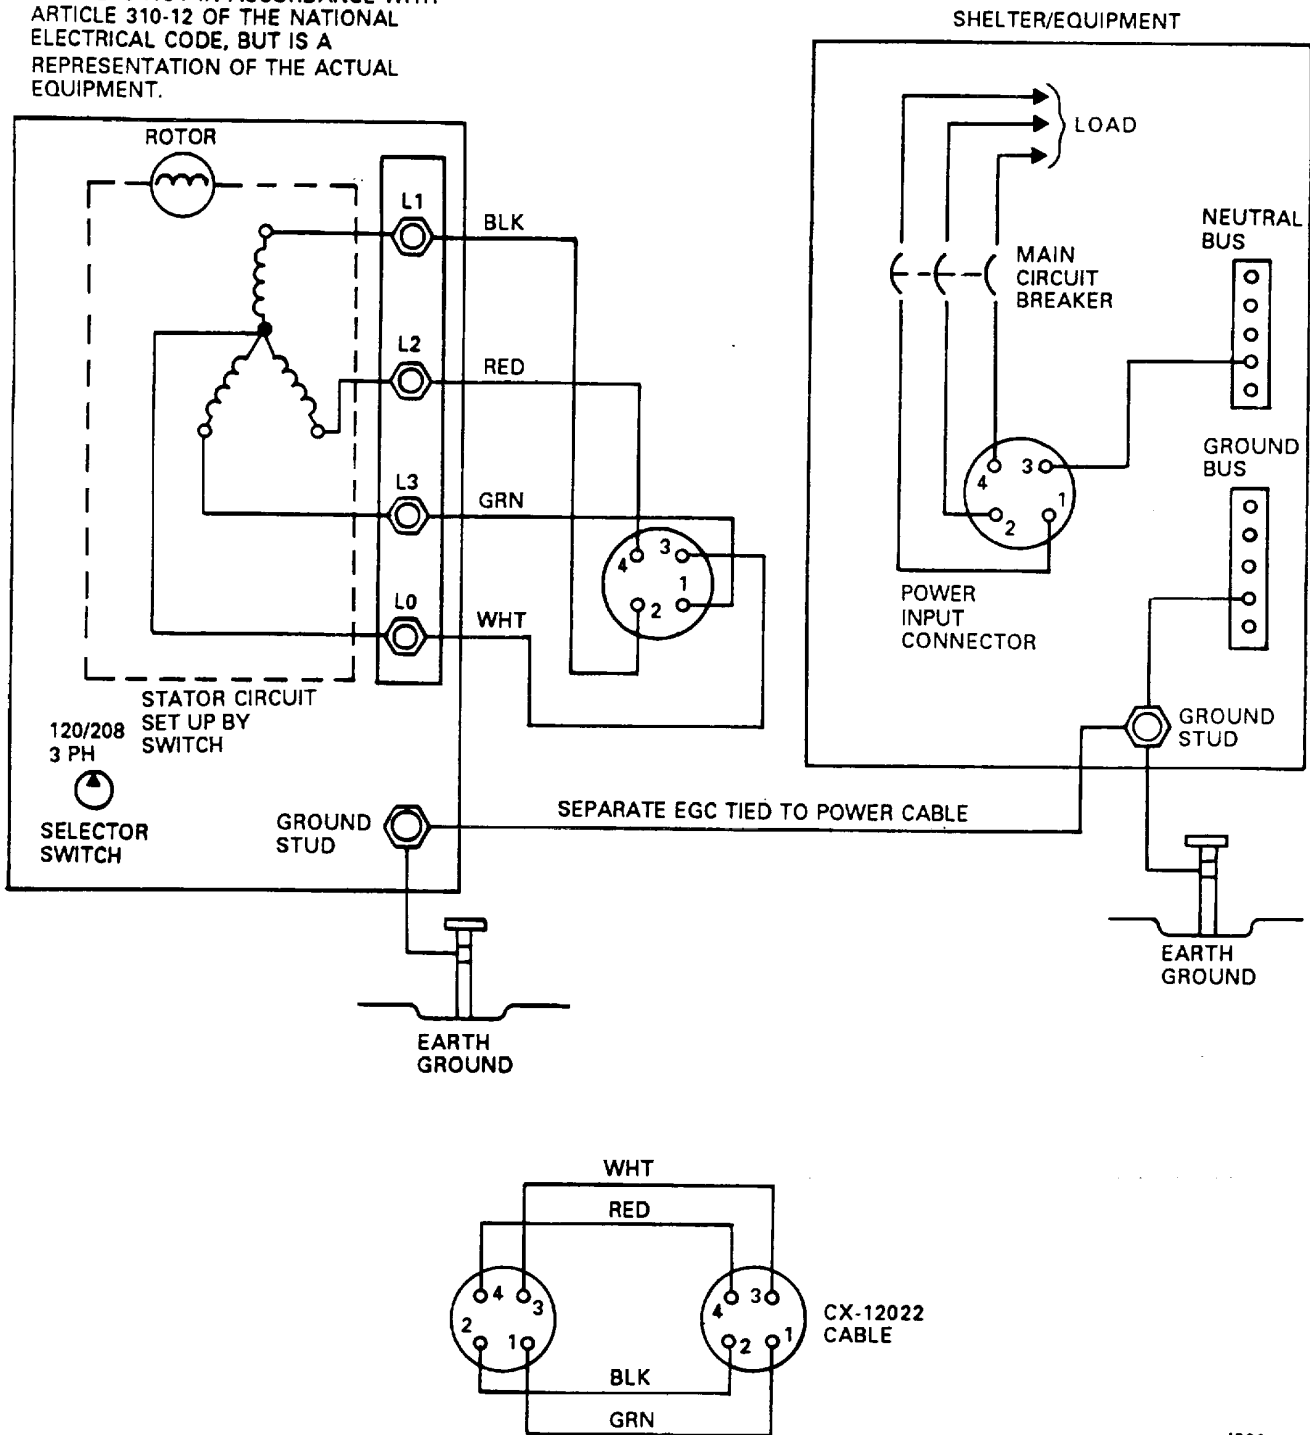 ARTICLE 310-12 OF THE NATIONAL
ELECTRICAL CODE, BUT IS A
REPRESENTATION OF THE ACTUAL
EQUIPMENT.
SHELTER/EQUIPMENT
ROTOR
L1
BLK
L2
RED
L3
GRN
L0
WHT
4
3
1
2
STATOR CIRCUIT
SET UP BY
SWITCH
120/208
3 PH
SELECTOR
SWITCH
GROUND
STUD
EARTH
GROUND
SEPARATE EGC TIED TO POWER CABLE
LOAD
MAIN
CIRCUIT
BREAKER
NEUTRAL
BUS
GROUND
BUS
4
3
1
2
POWER
INPUT
CONNECTOR
GROUND
STUD
EARTH
GROUND
WHT
RED
4
3
2
1
4
3
2
1
CX-12022
CABLE
BLK
GRN